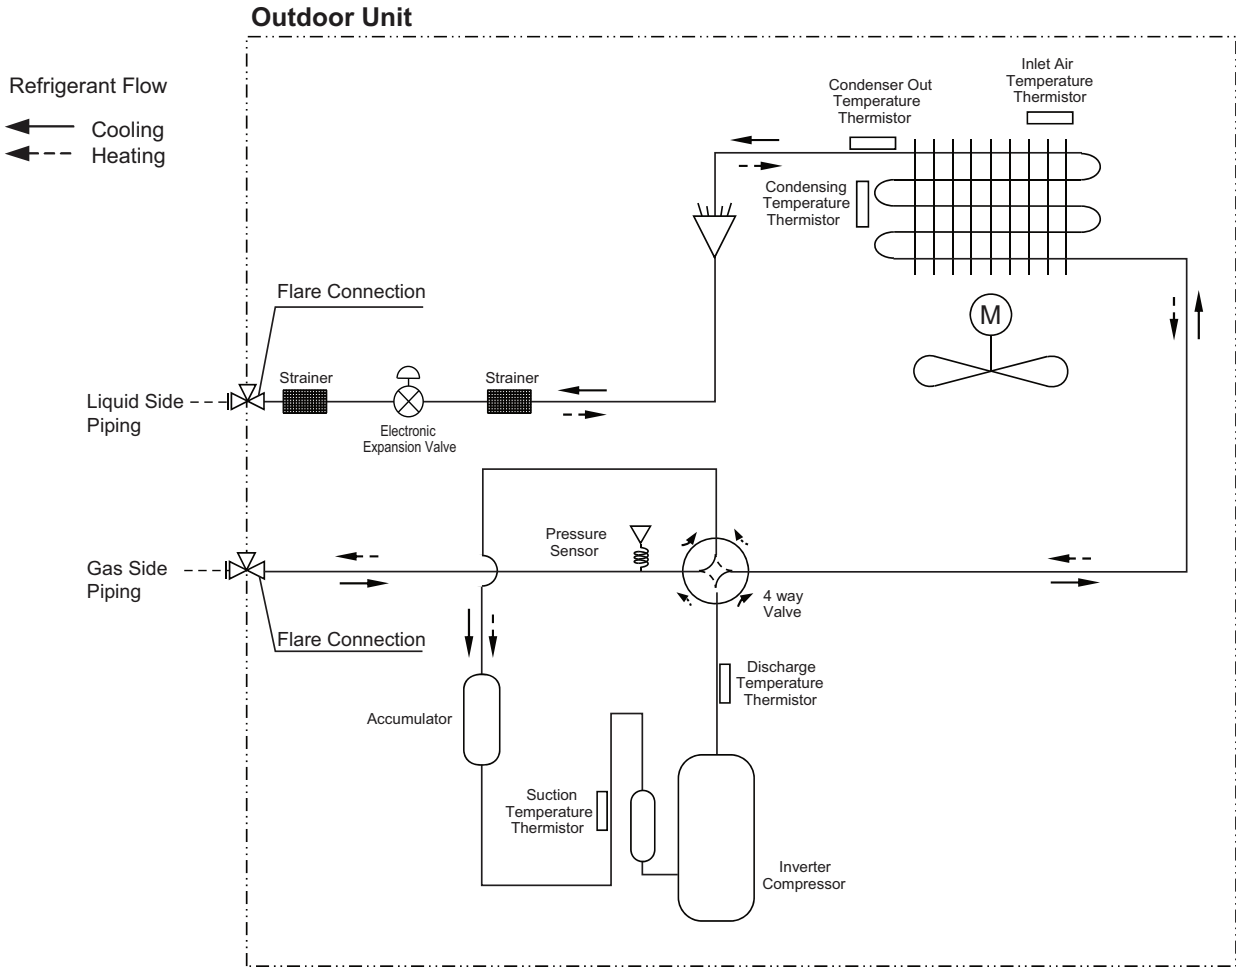 Outdoor Unit
Refrigerant Flow
Cooling
Heating
Condenser Out
Temperature
Thermistor
Inlet Air
Temperature
Thermistor
Condensing
Temperature
Thermistor
M
Flare Connection
Strainer
Strainer
Liquid Side
Piping
Electronic
Expansion Valve
Pressure
Sensor
Gas Side
Piping
4 way
Valve
Flare Connection
Discharge
Temperature
Thermistor
Accumulator
Suction
Temperature
Thermistor
Inverter
Compressor